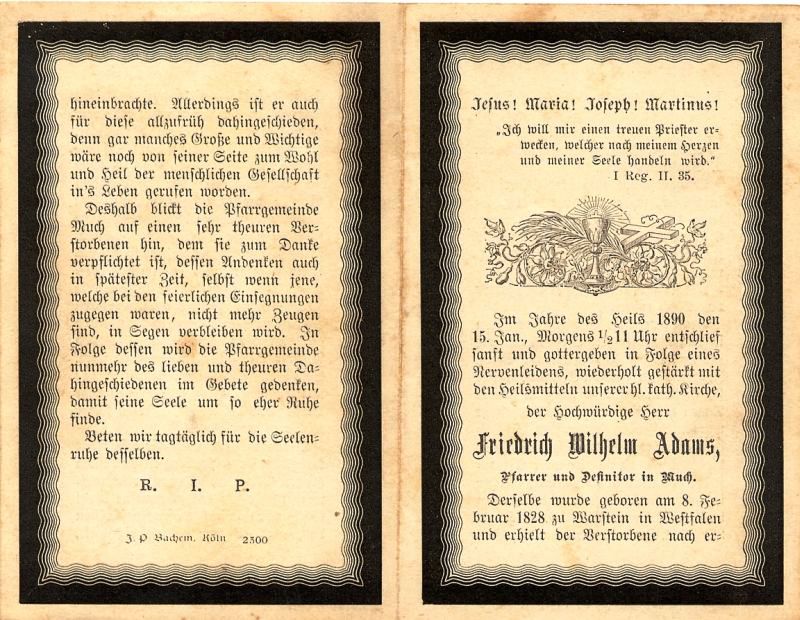 hineinbrachte. Allerdings ist er auch
für diese allzufrüh dahingeschieden,
denn gar manches Große und Wichtige
wäre noch von seiner Seite zum Wohl
und Heil der menschlichen Gesellschaft
in's Leben gerufen worden.
Deshalb blickt die Pfarrgemeinde
Much auf einen sehr theuren Ver-
storbenen hin, dem sie zum Danke
verpflichtet ist, dessen Andenken auch
in spätester Zeit, selbst wenn jene,
welche bei den feierlichen Einsegnungen
zugegen waren, nicht mehr Zeugen
sind, in Segen verbleiben wird. In
Folge dessen wird die Pfarrgemeinde
nunmehr des lieben und theuren Da-
hingeschiedenen im Gebete gedenken,
damit seine Seele um so eher Ruhe
finde.
Beten wir tagtäglich für die Seelen-
ruhe desselben.
R. I. P.
J. P Bachem, Köln 2500
Jesus! Maria! Joseph! Martinus!
„Ich will mir einen treuen Priester er-
wecken, welcher nach meinem Herzen
und meiner Seele handeln wird."
I Reg. II. 35.
Im Jahre des Heils 1890 den
15. Jan., Morgens 1/2 11 Uhr entschlief
sanft und gottergeben in Folge eines
Nervenleidens, wiederholt gestärkt mit
den Heilsmitteln unserer hl. kath. Kirche,
der Hochwürdige Herr
Friedrich Wilhelm Adams,
Pfarrer und Definitor in Much.
Derselbe wurde geboren am 8. Fe-
bruar 1828 zu Warstein in Westfalen
und erhielt der Verstorbene nach er-